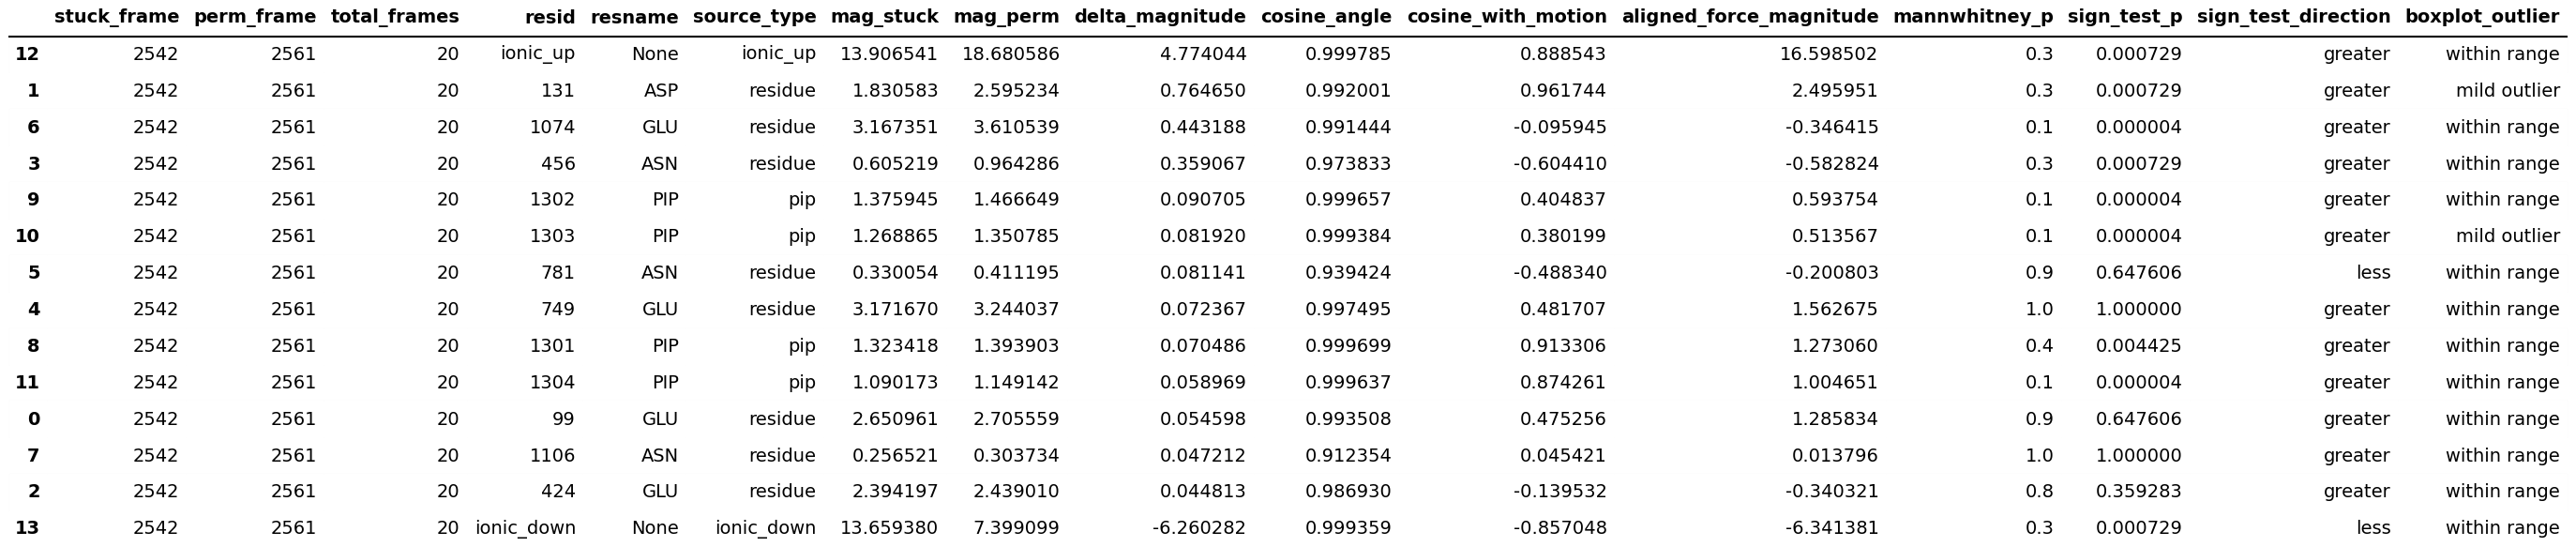 stuck_frame perm_frame total_frames resid resname source_type mag_stuck mag_perm delta_magnitude cosine_angle cosine_with_motion aligned_force_magnitude mannwhitney_p sign_test_p sign_test_direction boxplot_outlier
12 2542 2561 20 ionic_up None ionic_up 13.906541 18.680586 4.774044 0.999785 0.888543 16.598502 0.3 0.000729 greater within range
1 2542 2561 20 131 ASP residue 1.830583 2.595234 0.764650 0.992001 0.961744 2.495951 0.3 0.000729 greater mild outlier
6 2542 2561 20 1074 GLU residue 3.167351 3.610539 0.443188 0.991444 -0.095945 -0.346415 0.1 0.000004 greater within range
3 2542 2561 20 456 ASN residue 0.605219 0.964286 0.359067 0.973833 -0.604410 -0.582824 0.3 0.000729 greater within range
9 2542 2561 20 1302 PIP pip 1.375945 1.466649 0.090705 0.999657 0.404837 0.593754 0.1 0.000004 greater within range
10 2542 2561 20 1303 PIP pip 1.268865 1.350785 0.081920 0.999384 0.380199 0.513567 0.1 0.000004 greater mild outlier
5 2542 2561 20 781 ASN residue 0.330054 0.411195 0.081141 0.939424 -0.488340 -0.200803 0.9 0.647606 less within range
4 2542 2561 20 749 GLU residue 3.171670 3.244037 0.072367 0.997495 0.481707 1.562675 1.0 1.000000 greater within range
8 2542 2561 20 1301 PIP pip 1.323418 1.393903 0.070486 0.999699 0.913306 1.273060 0.4 0.004425 greater within range
11 2542 2561 20 1304 PIP pip 1.090173 1.149142 0.058969 0.999637 0.874261 1.004651 0.1 0.000004 greater within range
0 2542 2561 20 99 GLU residue 2.650961 2.705559 0.054598 0.993508 0.475256 1.285834 0.9 0.647606 greater within range
7 2542 2561 20 1106 ASN residue 0.256521 0.303734 0.047212 0.912354 0.045421 0.013796 1.0 1.000000 greater within range
2 2542 2561 20 424 GLU residue 2.394197 2.439010 0.044813 0.986930 -0.139532 -0.340321 0.8 0.359283 greater within range
13 2542 2561 20 ionic_down None ionic_down 13.659380 7.399099 -6.260282 0.999359 -0.857048 -6.341381 0.3 0.000729 less within range